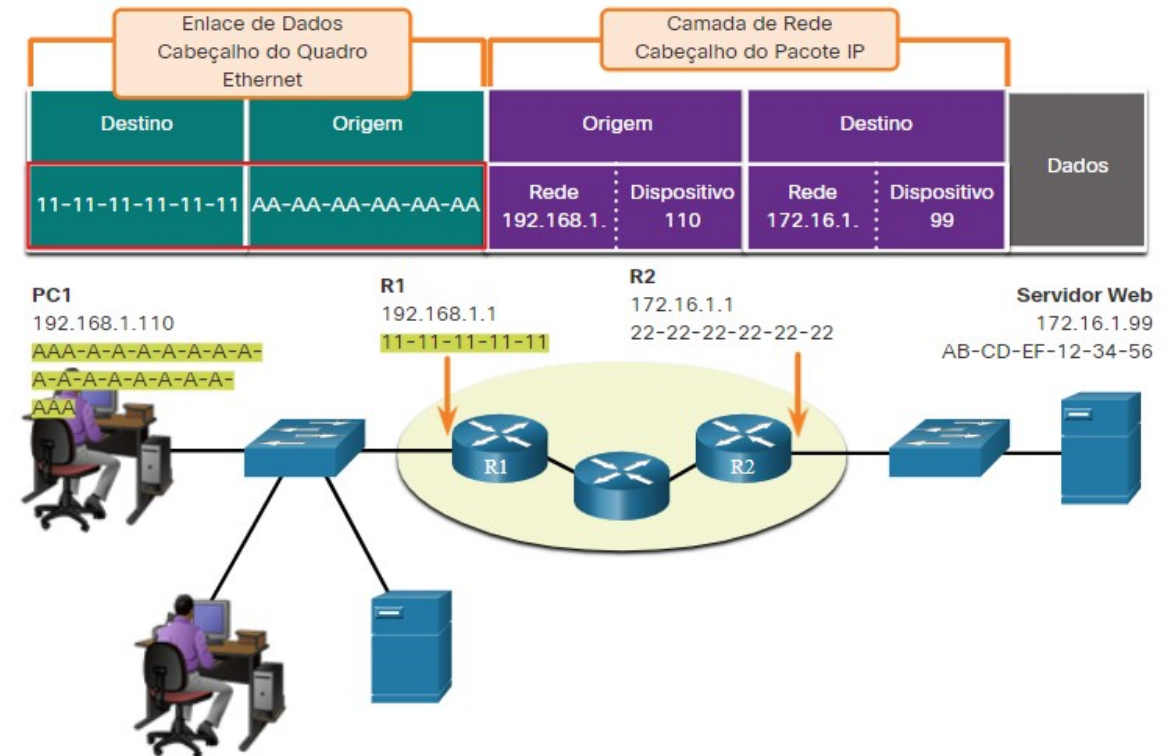 Enlace de Dados
Cabeçalho do Quadro
Ethernet
Camada de Rede
Cabeçalho do Pacote IP
Destino
Origem
Origem
Destino
Dados
11-11-11-11-11-11
AA-AA-AA-AA-AA-AA
Rede
192.168.1.
Dispositivo
110
Rede
172.16.1.
Dispositivo
99
PC1
192.168.1.110
AAA-A-A-A-A-A-A-A-A-
A-A-A-A-A-A-A-A-A-
AAA
R1
192.168.1.1
11-11-11-11-11-11
R2
172.16.1.1
22-22-22-22-22-22
Servidor Web
172.16.1.99
AB-CD-EF-12-34-56
R1
R2